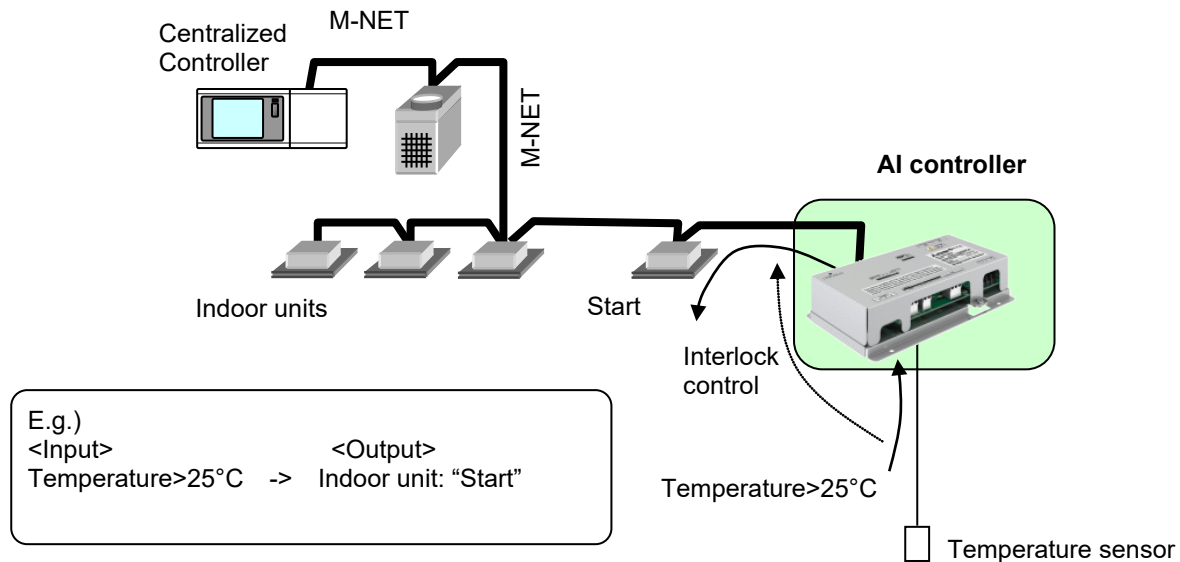 M-NET
Centralized
Controller
M-NET
AI controller
Indoor units
Start
Interlock
control
E.g.)
<Input> <Output>
Temperature>25°C -> Indoor unit: “Start”
Temperature>25°C
Temperature sensor